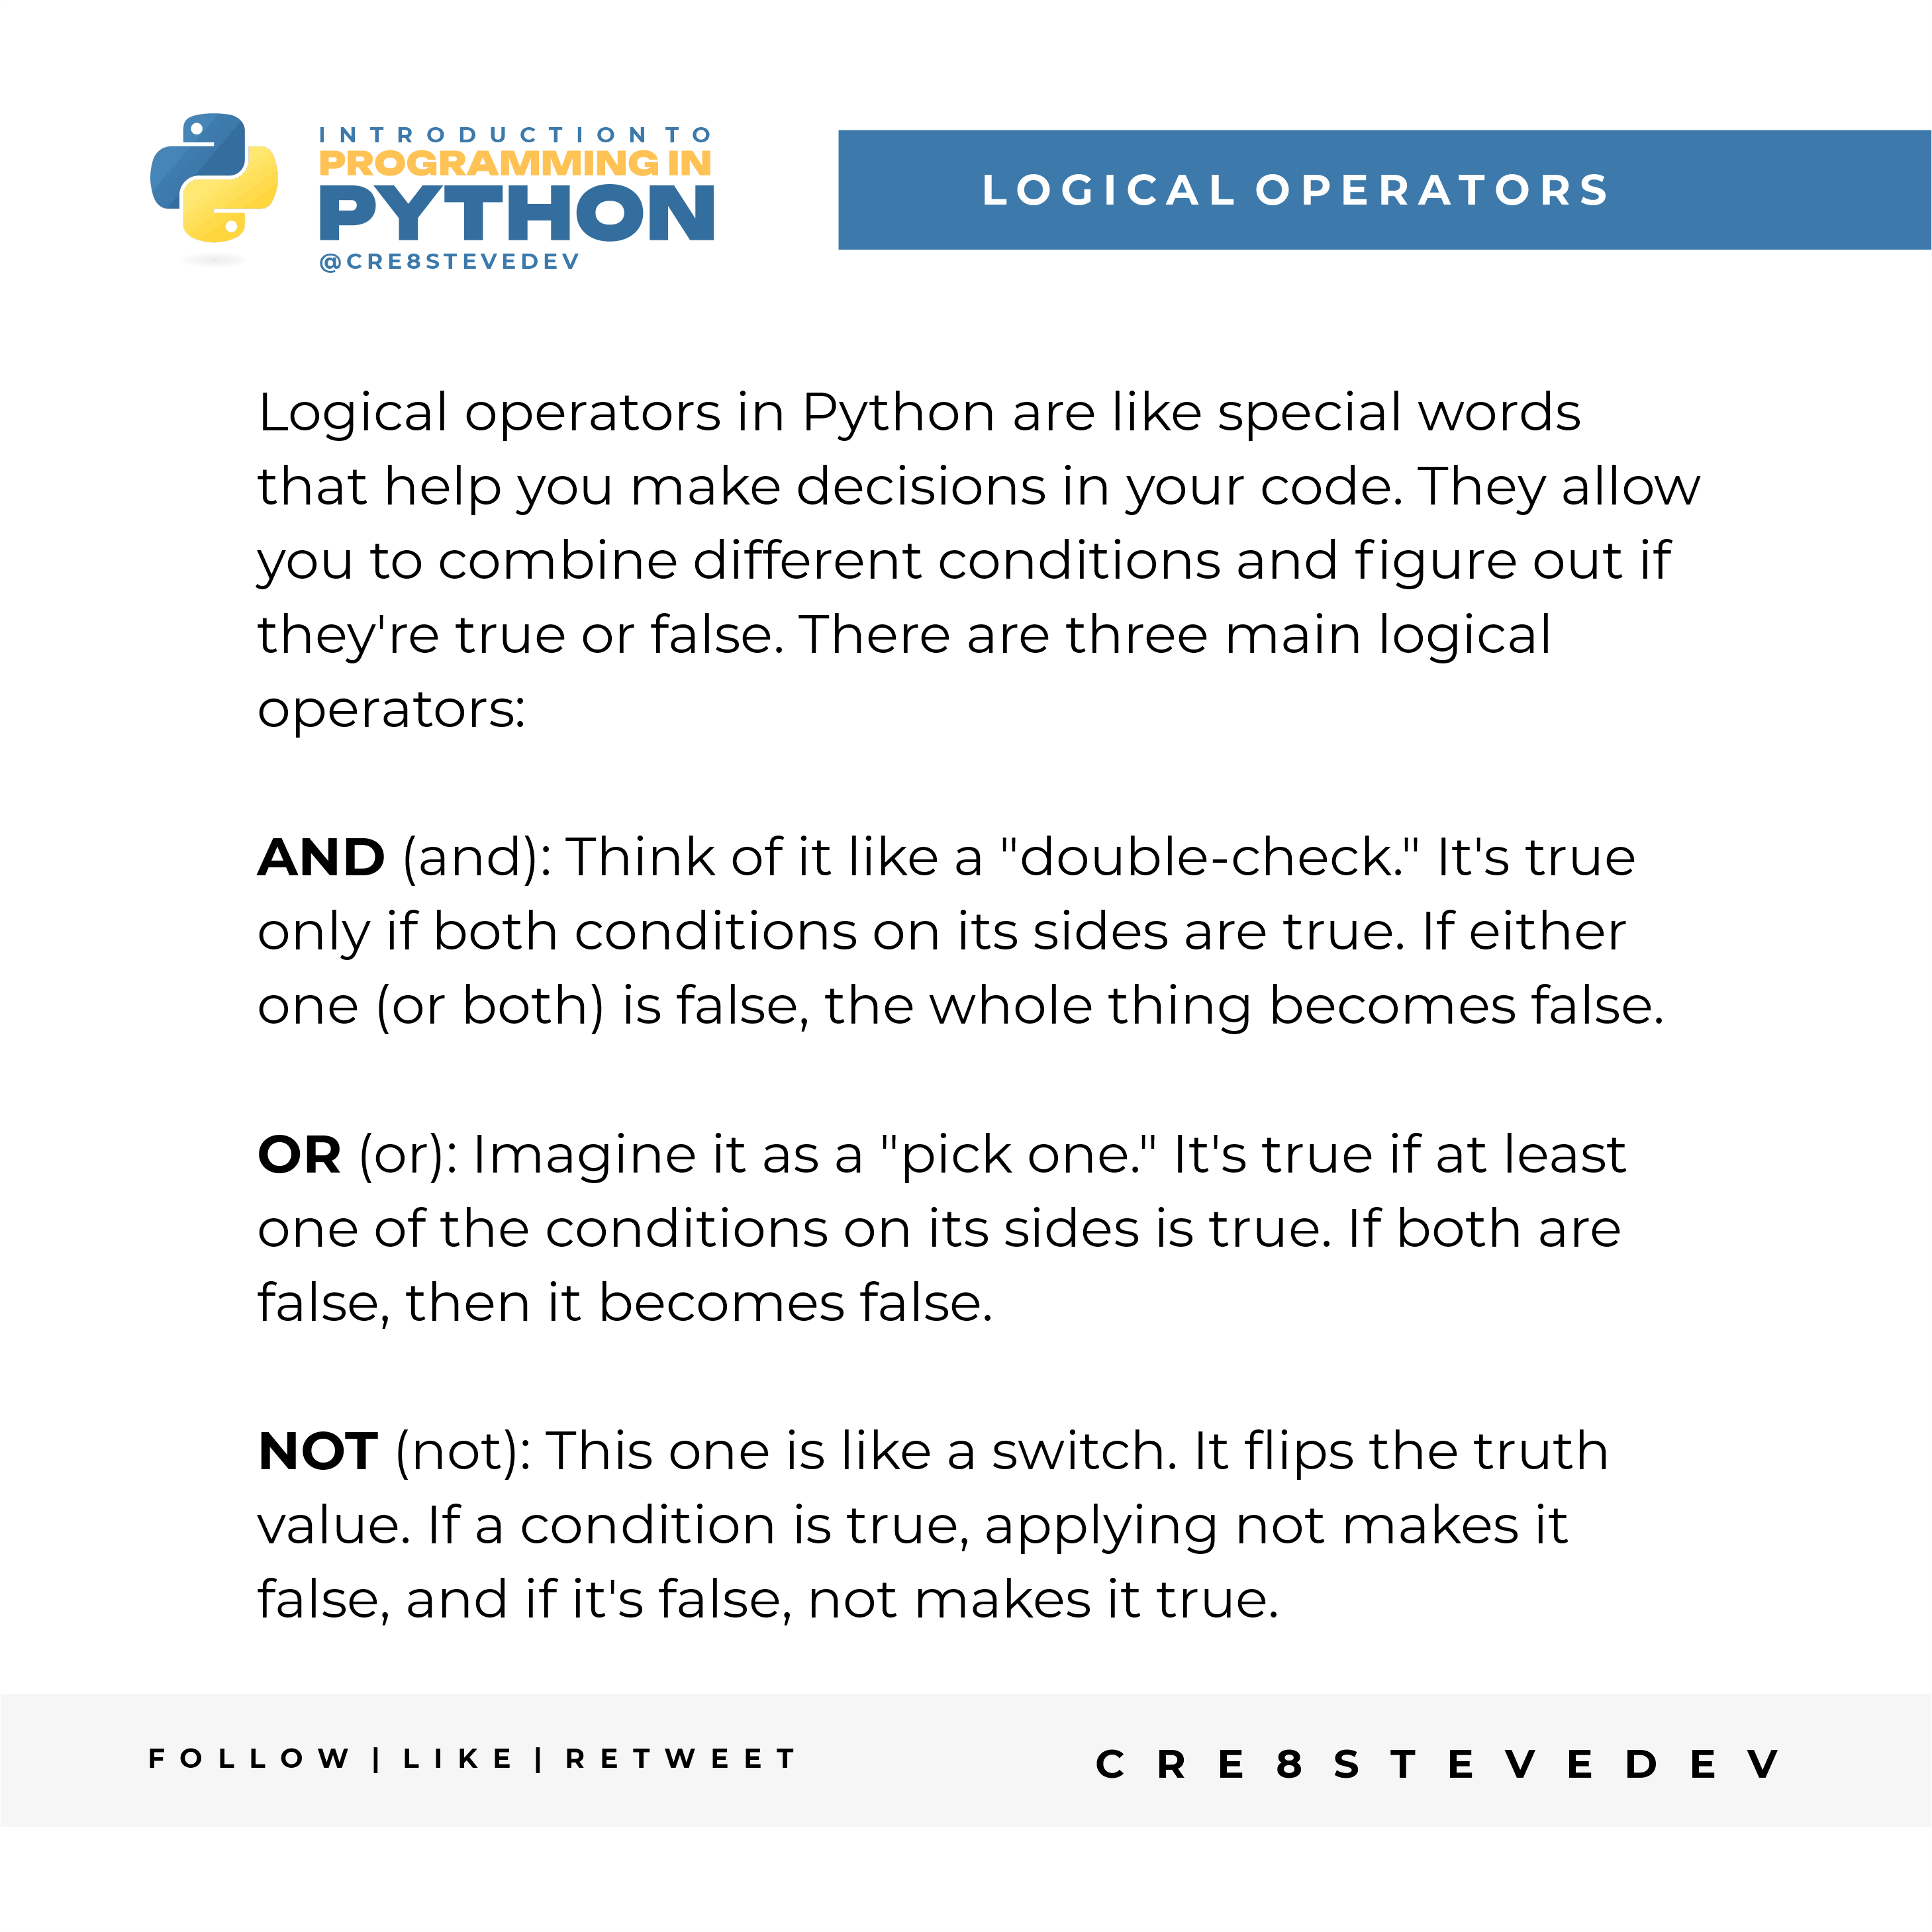 INTRODUCTION TO
PROGRAMMING IN
PYTHON
@CRE8STEVEDEV
LOGICAL OPERATORS
Logical operators in Python are like special words
that help you make decisions in your code. They allow
you to combine different conditions and figure out if
they're true or false. There are three main logical
operators:
AND (and): Think of it like a "double-check." It's true
only if both conditions on its sides are true. If either
one (or both) is false, the whole thing becomes false.
OR (or): Imagine it as a "pick one." It's true if at least
one of the conditions on its sides is true. If both are
false, then it becomes false.
NOT (not): This one is like a switch. It flips the truth
value. If a condition is true, applying not makes it
false, and if it's false, not makes it true.
FOLLOW | LIKE | RETWEET
CRE8STEVEDEV